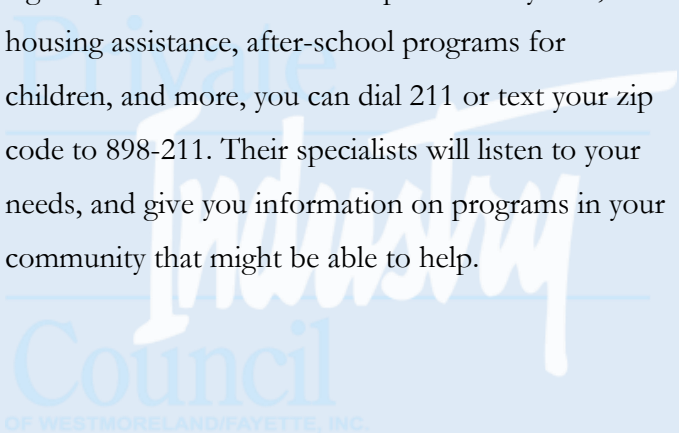 housing assistance, after-school programs for
children, and more, you can dial 211 or text your zip
code to 898-211. Their specialists will listen to your
needs, and give you information on programs in your
community that might be able to help.
Private
Industry
Council
OF WESTMORELAND/FAYETTE, INC.